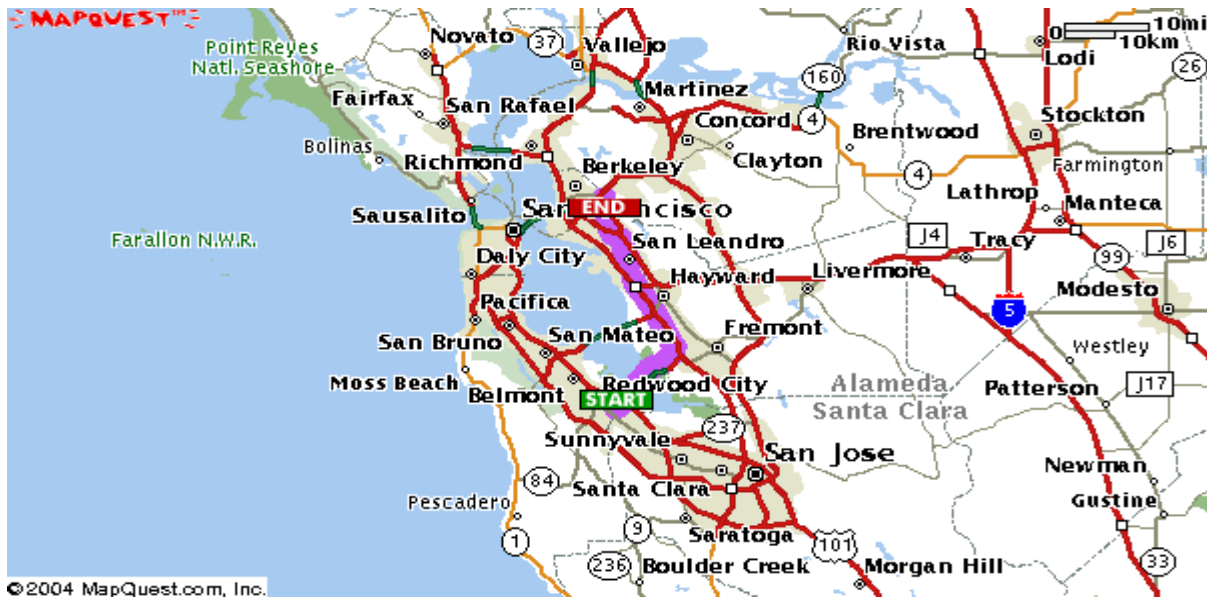 MAPQUEST
10mi
0
10km
Novato
37
Vallejo
Rio Vista
Lodi
Point Reyes
Natl. Seashore
160
26
Fairfax
San Rafael
Martinez
Concord
4
Brentwood
Stockton
Bolinas
Richmond
Berkeley
Clayton
Farmington
4
Lathrop
Manteca
Sausalito
END
Farallon N.W.R.
San Leandro
J4
Tracy
J6
Daly City
Hayward
Livermore
99
Modesto
Pacifica
5
San Bruno
San Mateo
Fremont
Westley
Moss Beach
Belmont
Redwood City
Alameda
Santa Clara
Patterson
J17
START
237
Sunnyvale
San Jose
84
Santa Clara
Newman
Gustine
Pescadero
9
Saratoga
1
101
236
Boulder Creek
Morgan Hill
33
©2004 MapQuest.com, Inc.